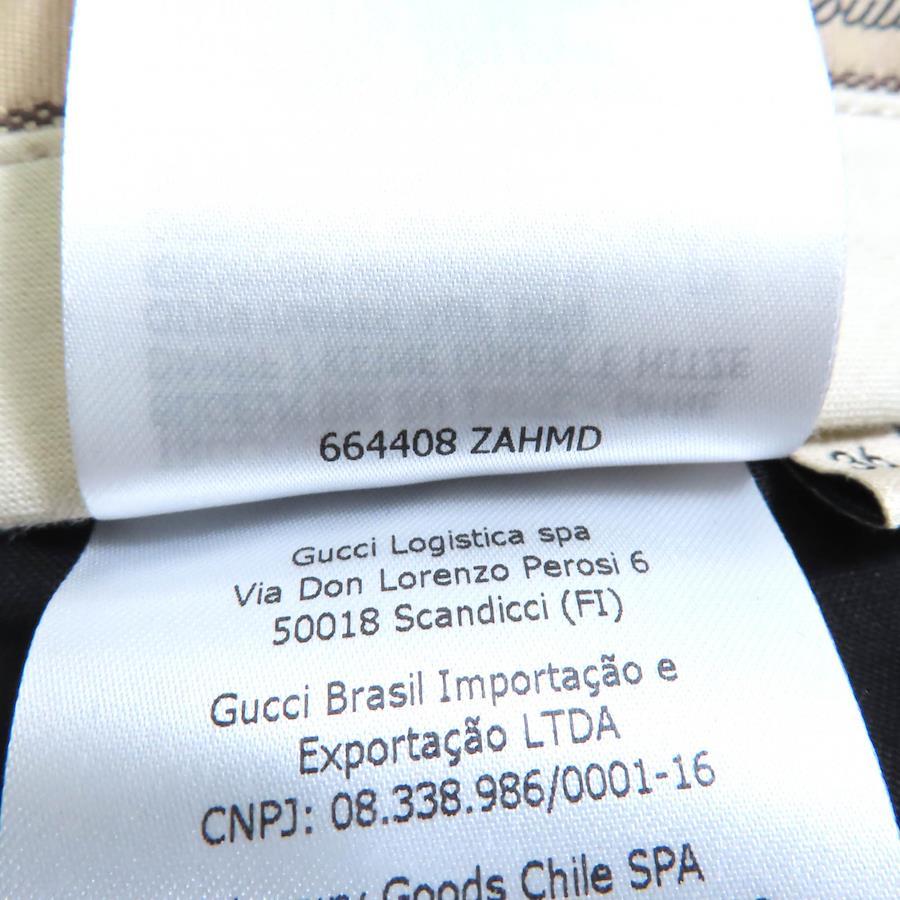 664408 ZAHMD
36
Gucci Logistica spa
Via Don Lorenzo Perosi 6
50018 Scandicci (FI)
Gucci Brasil Importação e
Exportação LTDA
CNPJ: 08.338.986/0001-16
Goods Chile SPA